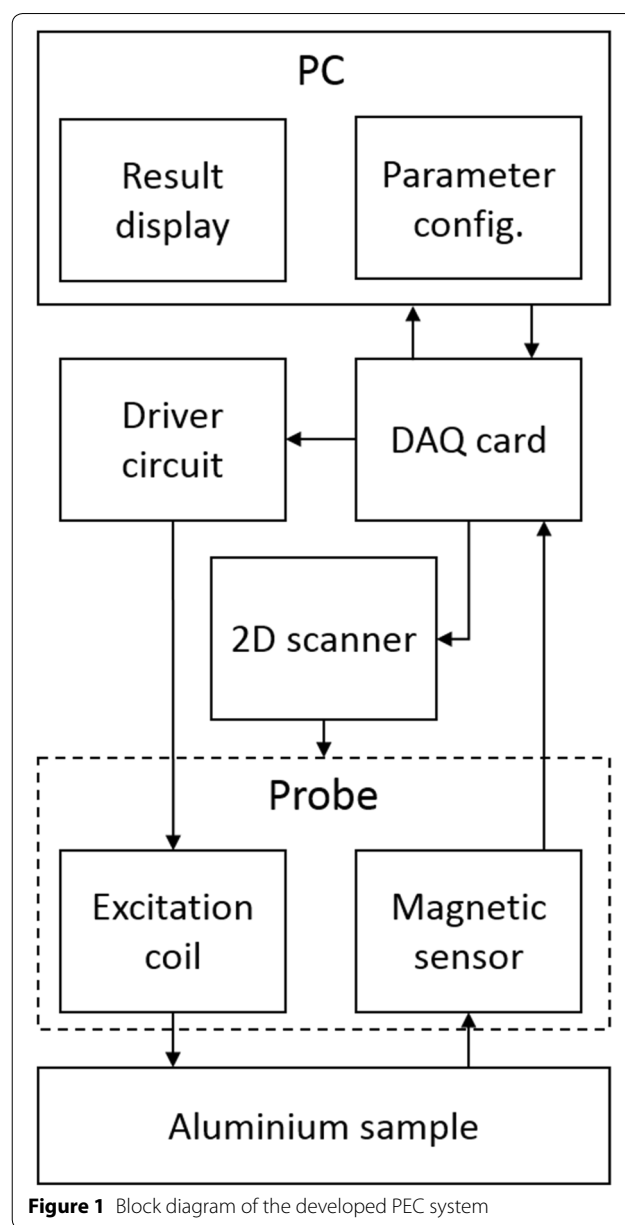 PC
Result
display
Parameter
config.
Driver
circuit
DAQ card
2D scanner
Probe
Excitation
coil
Magnetic
sensor
Aluminium sample
Figure 1 Block diagram of the developed PEC system